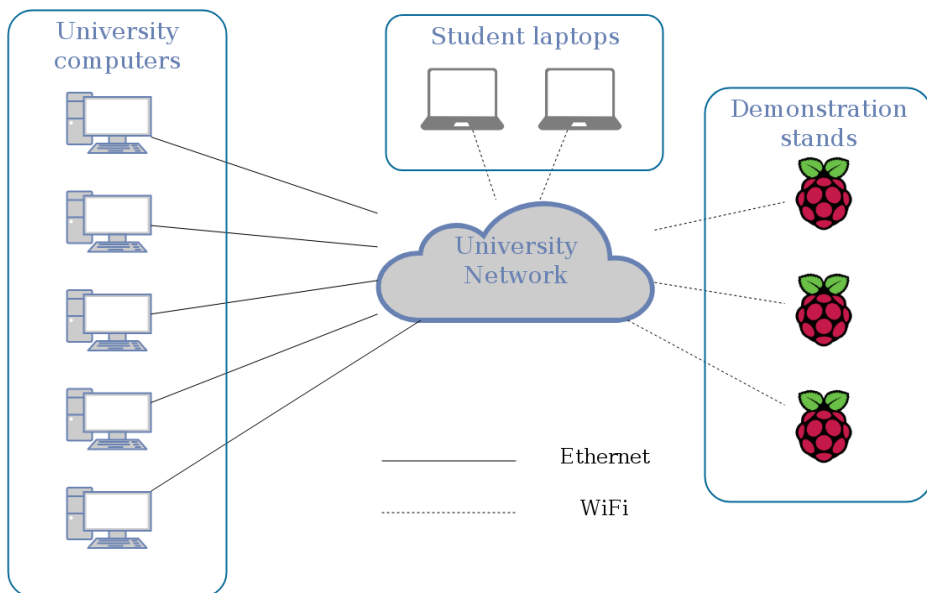 University
computers
Student laptops
Demonstration
stands
University
Network
Ethernet
WiFi